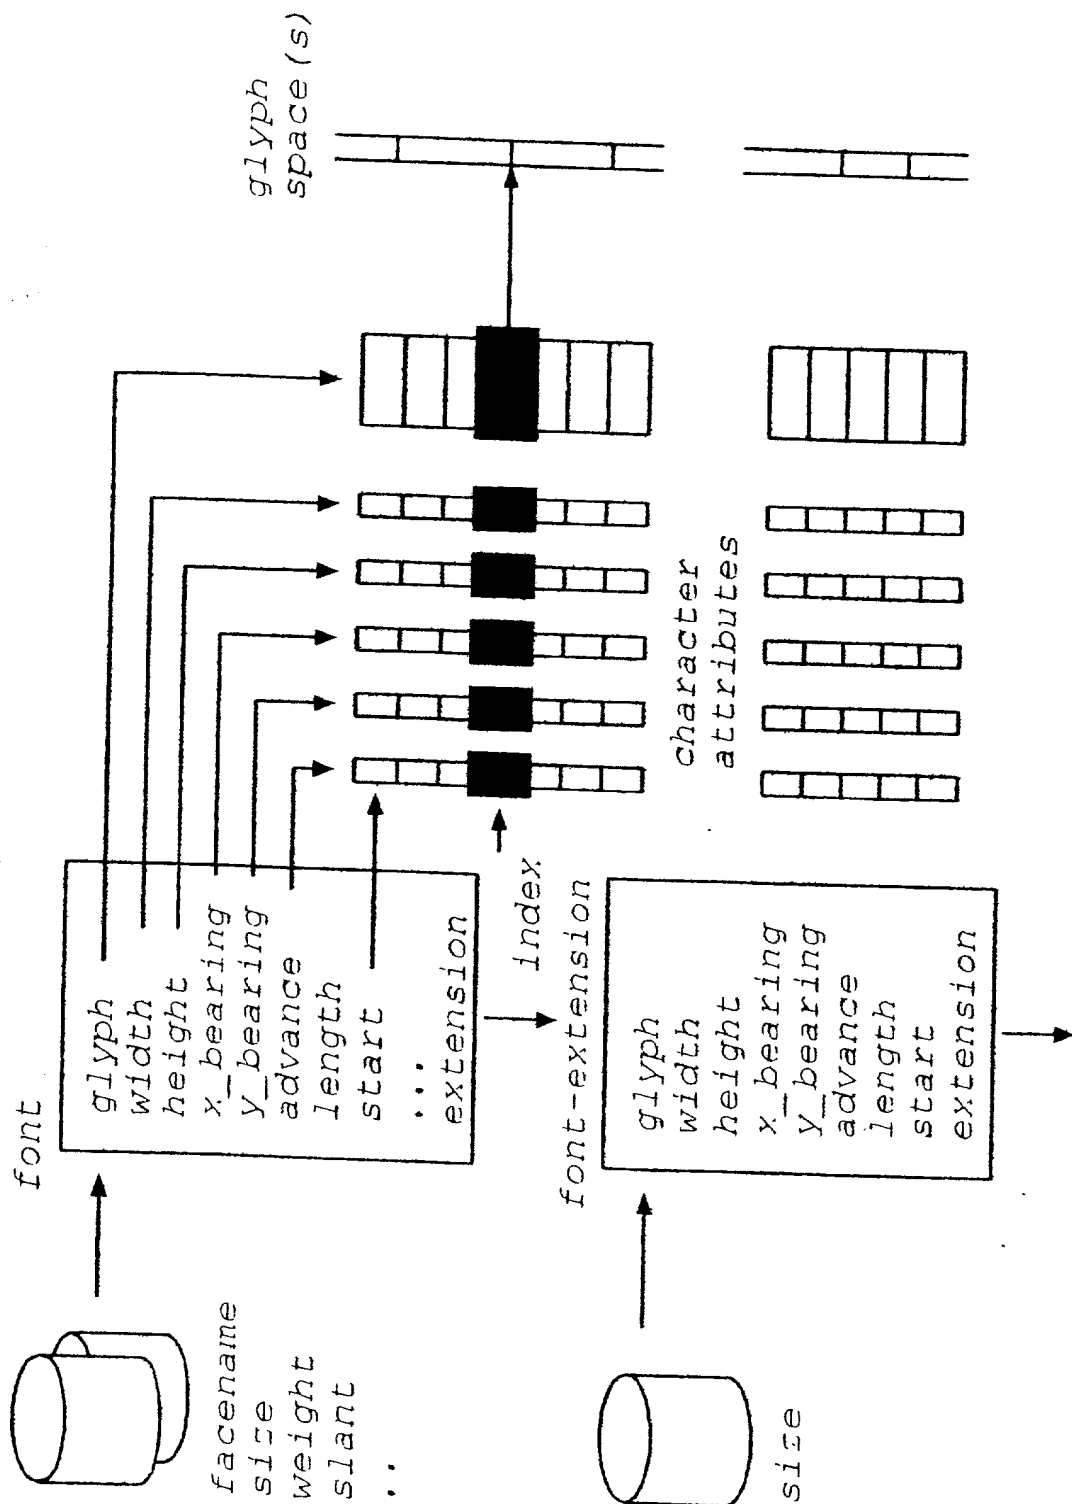 font
glyph
width
height
x_bearing
y_bearing
advance
length
start
...
extension
glyph
space(s)
facename
size
weight
slant
..
index
character
attributes
font-extension
glyph
width
height
x_bearing
y_bearing
advance
length
start
extension
size